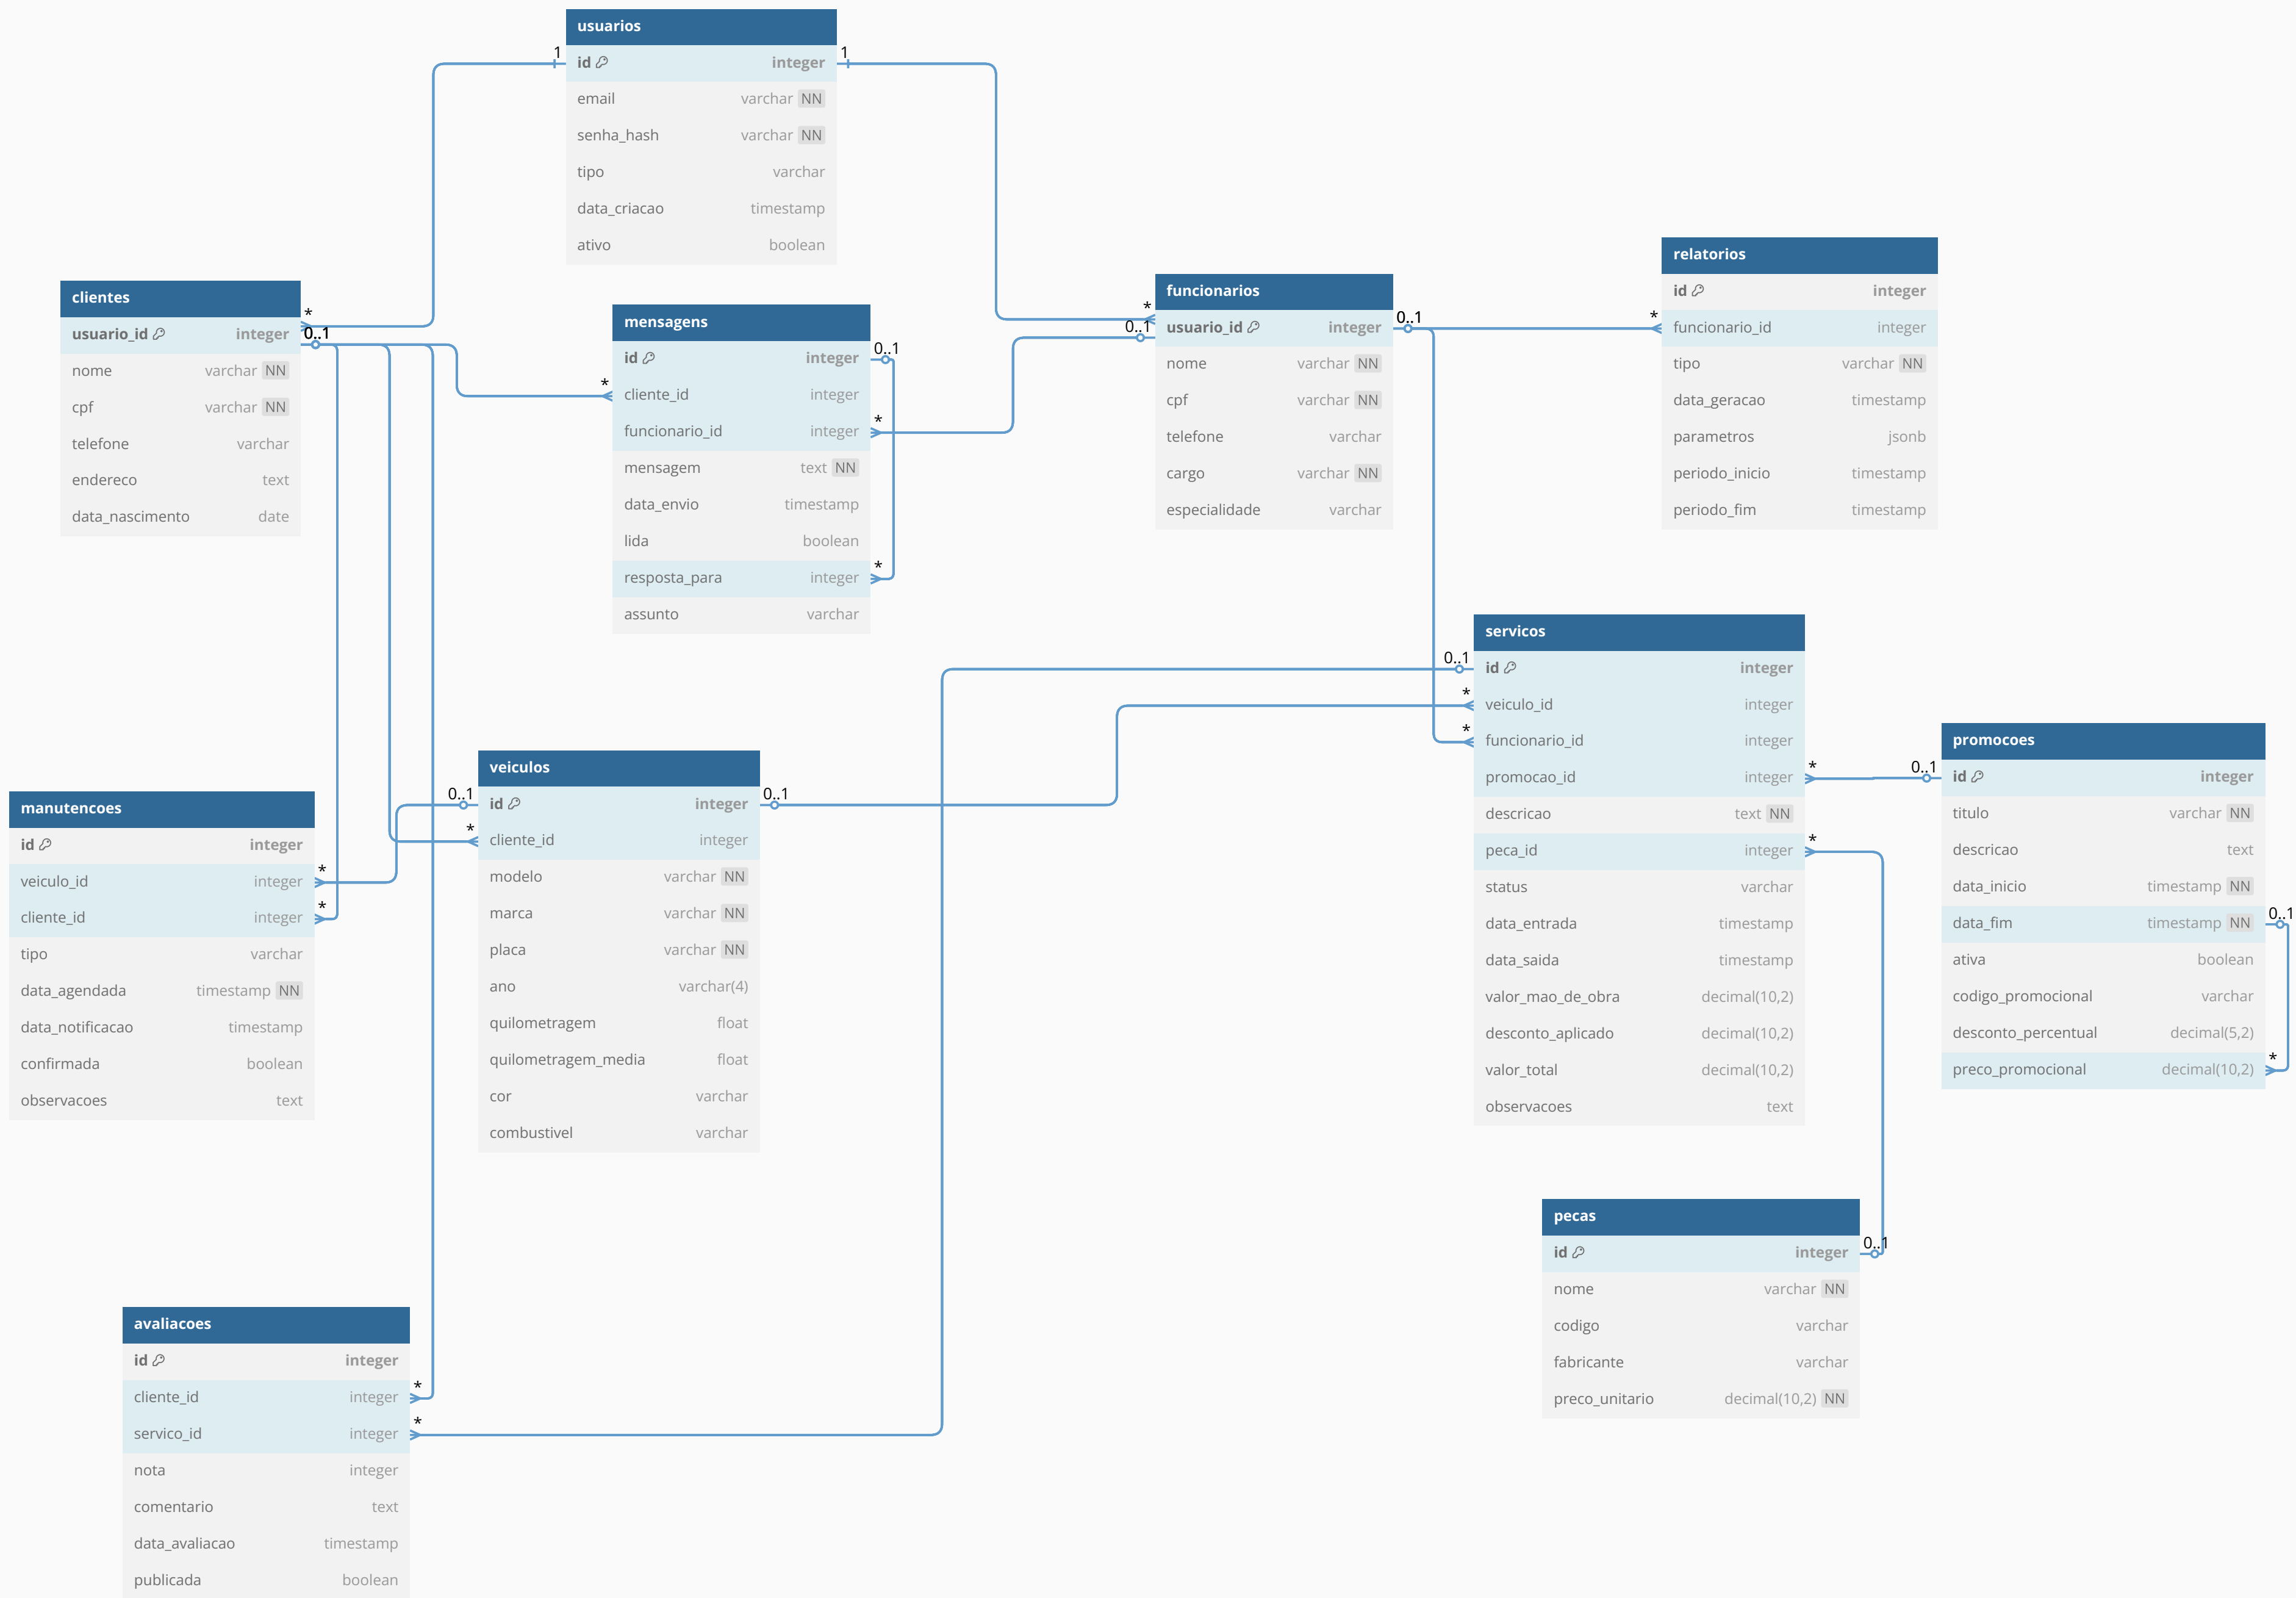 usuarios
1 id integer 1
email varchar NN
senha_hash varchar NN
tipo varchar
data_criacao timestamp
ativo boolean
clientes
*
usuario_id integer 0..1
nome varchar NN
cpf varchar NN
telefone varchar
endereco text
data_nascimento date
mensagens
id integer 0..1
* cliente_id integer
funcionario_id integer *
mensagem text NN
data_envio timestamp
lida boolean
resposta_para integer *
assunto varchar
funcionarios
*
0..1 usuario_id integer 0..1
nome varchar NN
cpf varchar NN
telefone varchar
cargo varchar NN
especialidade varchar
relatorios
id integer
* funcionario_id integer
tipo varchar NN
data_geracao timestamp
parametros jsonb
periodo_inicio timestamp
periodo_fim timestamp
servicos
0..1 id integer
* veiculo_id integer
* funcionario_id integer
promocao_id integer *
descricao text NN
peca_id integer *
status varchar
data_entrada timestamp
data_saida timestamp
valor_mao_de_obra decimal(10,2)
desconto_aplicado decimal(10,2)
valor_total decimal(10,2)
observacoes text
promocoes
0..1 id integer
titulo varchar NN
descricao text
data_inicio timestamp NN
data_fim timestamp NN 0..1
ativa boolean
codigo_promocional varchar
desconto_percentual decimal(5,2)
preco_promocional decimal(10,2) *
manutencoes
id integer
veiculo_id integer *
cliente_id integer *
tipo varchar
data_agendada timestamp NN
data_notificacao timestamp
confirmada boolean
observacoes text
veiculos
0..1 id integer 0..1
* cliente_id integer
modelo varchar NN
marca varchar NN
placa varchar NN
ano varchar(4)
quilometragem float
quilometragem_media float
cor varchar
combustivel varchar
pecas
id integer 0..1
nome varchar NN
codigo varchar
fabricante varchar
preco_unitario decimal(10,2) NN
avaliacoes
id integer
cliente_id integer *
servico_id integer *
nota integer
comentario text
data_avaliacao timestamp
publicada boolean